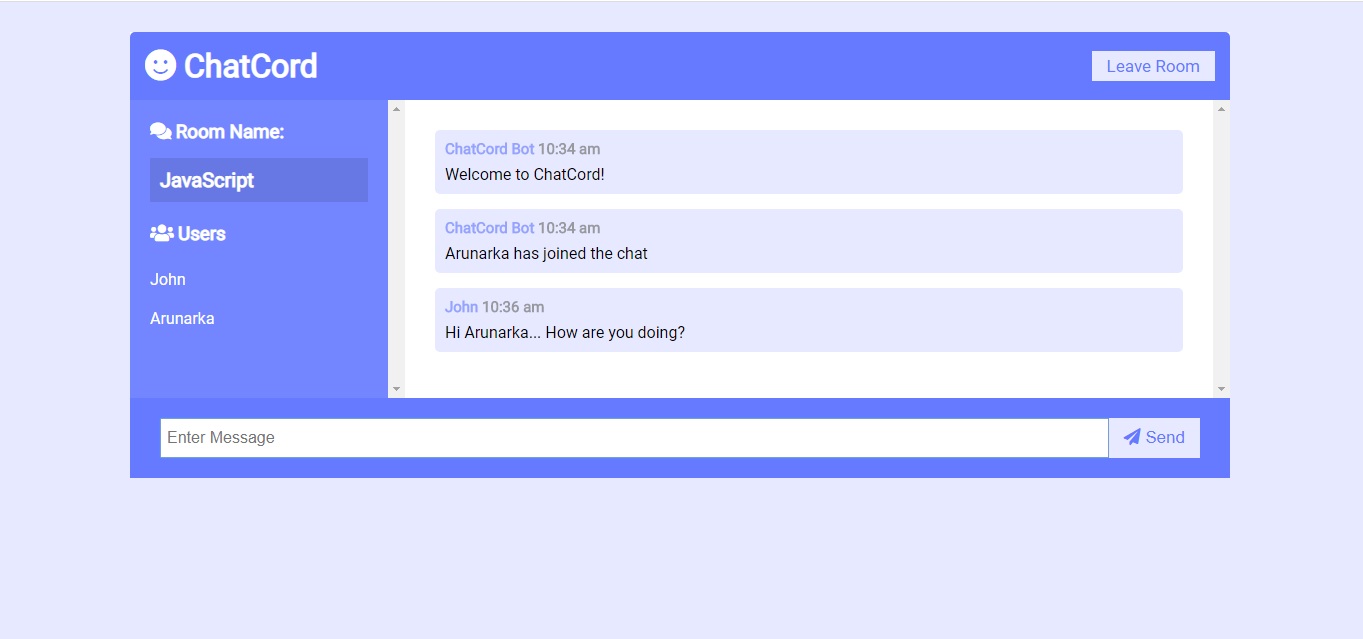 ChatCord
Leave Room
Room Name:
JavaScript
Users
John
Arunarka
ChatCord Bot 10:34 am
Welcome to ChatCord!
ChatCord Bot 10:34 am
Arunarka has joined the chat
John 10:36 am
Hi Arunarka... How are you doing?
Enter Message
Send